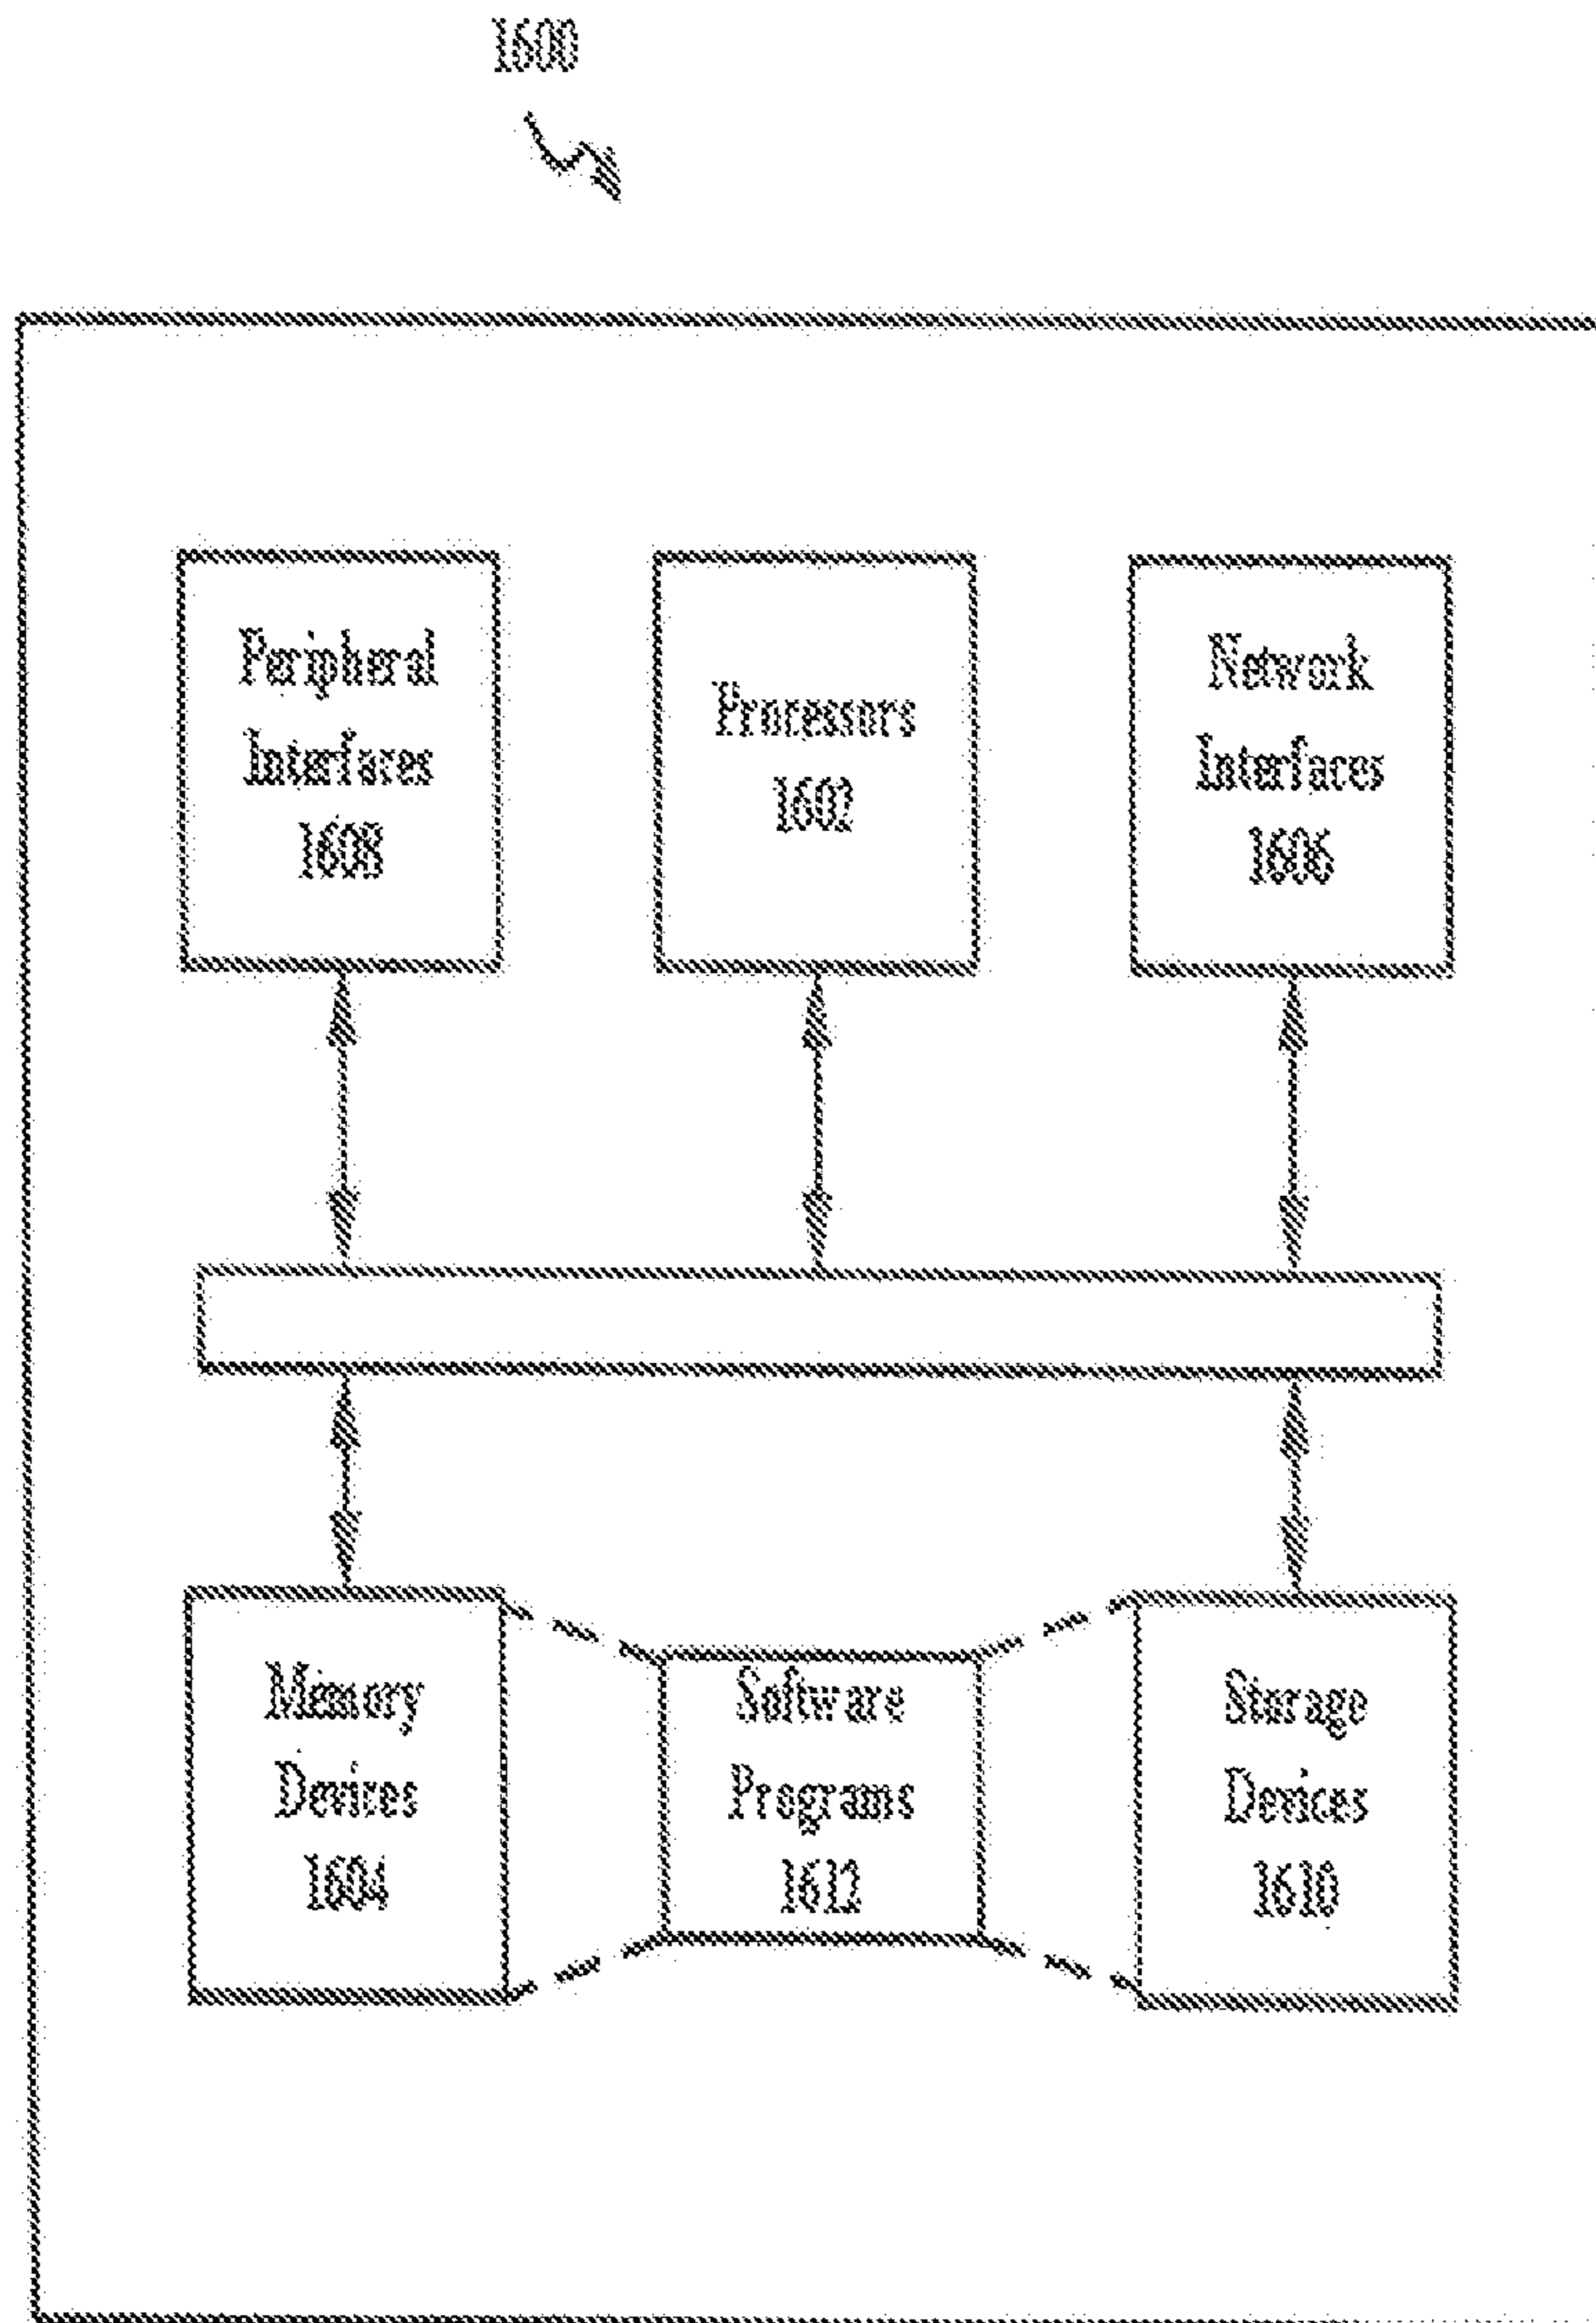 1600
Peripheral
Interfaces
1608
Processors
1602
Network
Interfaces
1606
Memory
Devices
1604
Software
Programs
1612
Storage
Devices
1610